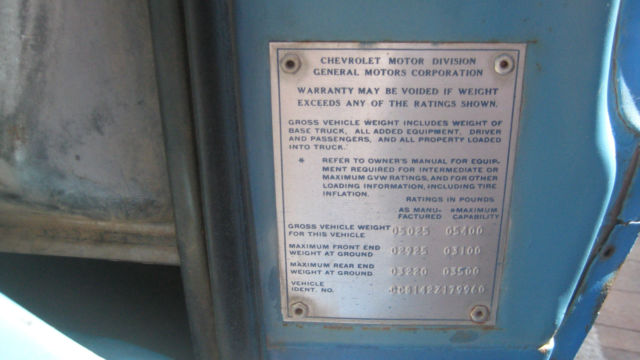 CHEVROLET MOTOR DIVISION
GENERAL MOTORS CORPORATION
WARRANTY MAY BE VOIDED IF WEIGHT
EXCEEDS ANY OF THE RATINGS SHOWN.
GROSS VEHICLE WEIGHT INCLUDES WEIGHT OF
BASE TRUCK, ALL ADDED EQUIPMENT, DRIVER
AND PASSENGERS, AND ALL PROPERTY LOADED
INTO TRUCK.
* REFER TO OWNER'S MANUAL FOR EQUIP-
MENT REQUIRED FOR INTERMEDIATE OR
MAXIMUM GVW RATINGS, AND FOR OTHER
LOADING INFORMATION, INCLUDING TIRE
INFLATION.
RATINGS IN POUNDS
AS MANU- *MAXIMUM
FACTURED CAPABILITY
GROSS VEHICLE WEIGHT
FOR THIS VEHICLE 05025 05400
MAXIMUM FRONT END
WEIGHT AT GROUND 02925 03100
MAXIMUM REAR END
WEIGHT AT GROUND 03220 03500
VEHICLE
IDENT. NO.